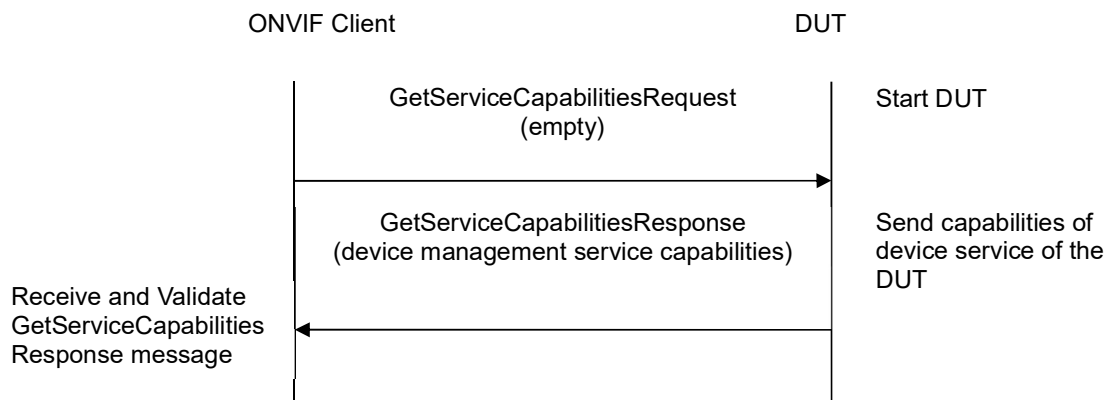 ONVIF Client
DUT
GetServiceCapabilitiesRequest
(empty)
Start DUT
GetServiceCapabilitiesResponse
(device management service capabilities)
Send capabilities of
device service of the
DUT
Receive and Validate
GetServiceCapabilities
Response message